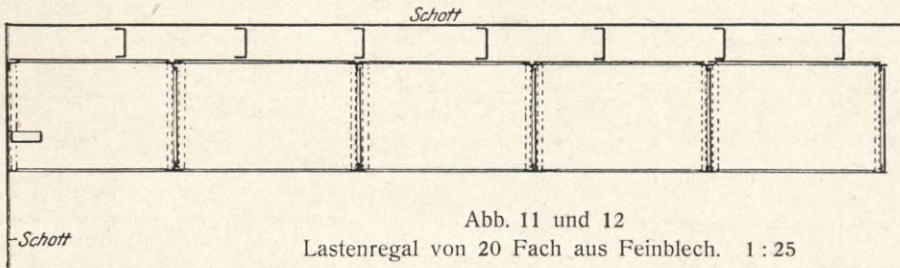 Schott
Schott
Abb. 11 und 12
Lastenregal von 20 Fach aus Feinblech. 1 : 25